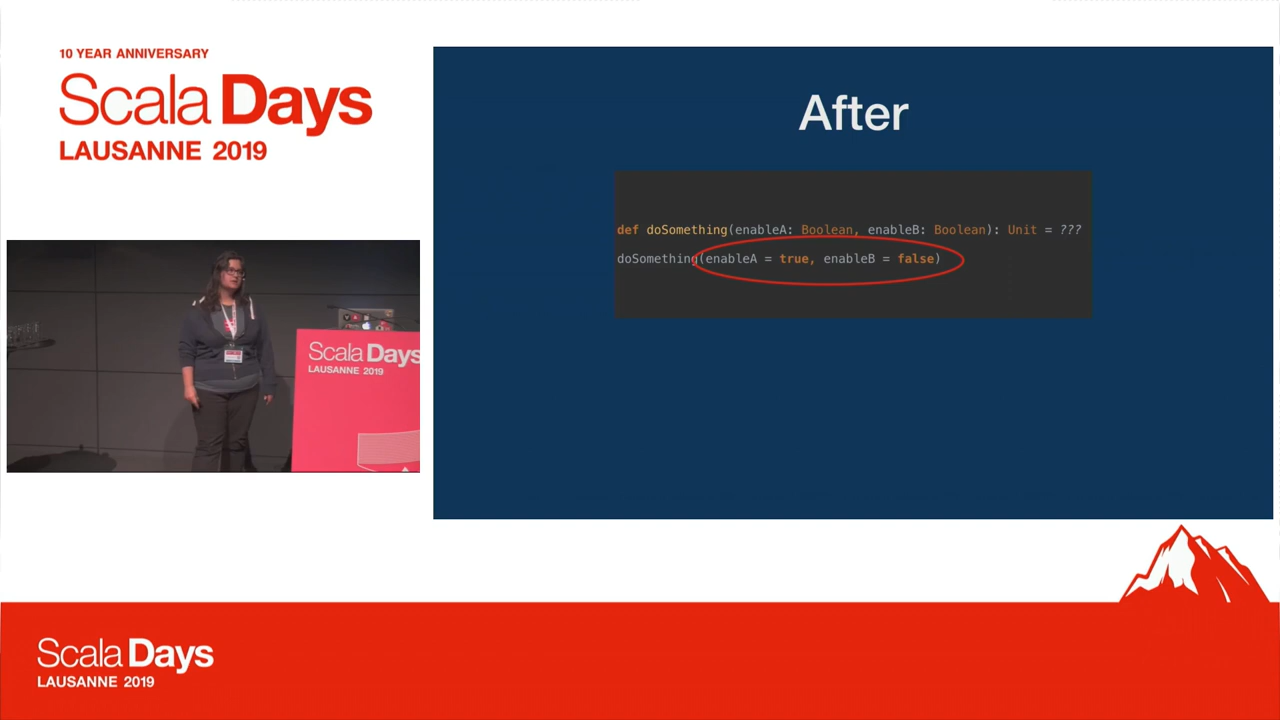 10 YEAR ANNIVERSARY
Scala Days
LAUSANNE 2019
After
def doSomething(enableA: Boolean, enableB: Boolean): Unit = ???
doSomething(enableA = true, enableB = false)
Scala Days
LAUSANNE 2019
Scala Days
LAUSANNE 2019